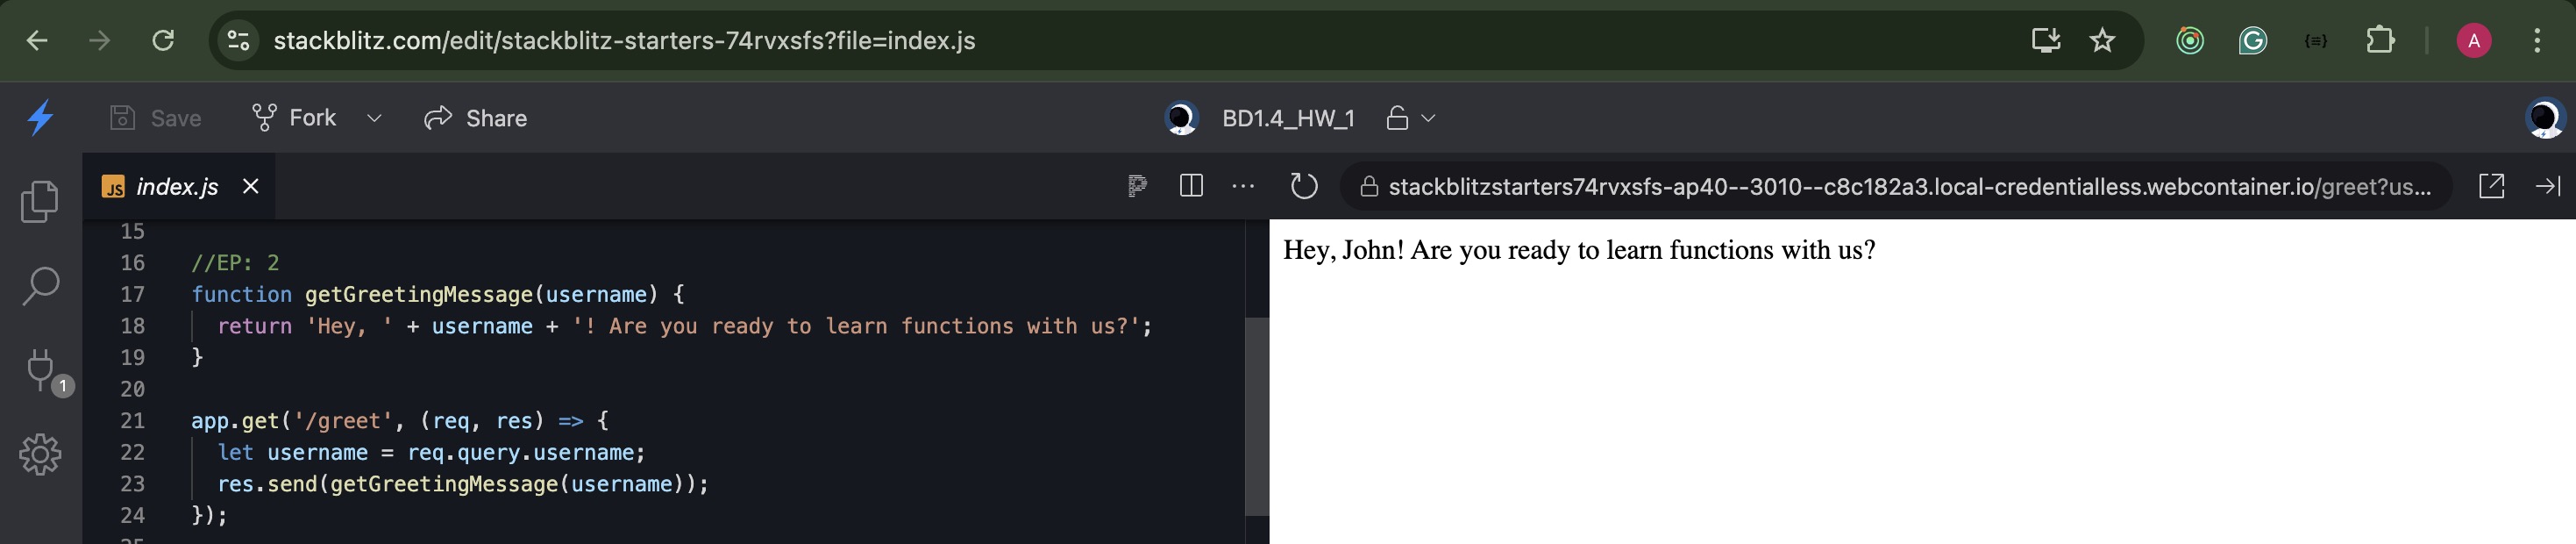 stackblitz.com/edit/stackblitz-starters-74rvxsfs?file=index.js
A
Save
Fork
Share
BD1.4_HW_1
JS index.js
stackblitzstarters74rvxsfs-ap40--3010--c8c182a3.local-credentialless.webcontainer.io/greet?us...
1
15
16 //EP: 2
17 function getGreetingMessage(username) {
18 return 'Hey, ' + username + '! Are you ready to learn functions with us?';
19 }
20
21 app.get('/greet', (req, res) => {
22 let username = req.query.username;
23 res.send(getGreetingMessage(username));
24 });
Hey, John! Are you ready to learn functions with us?